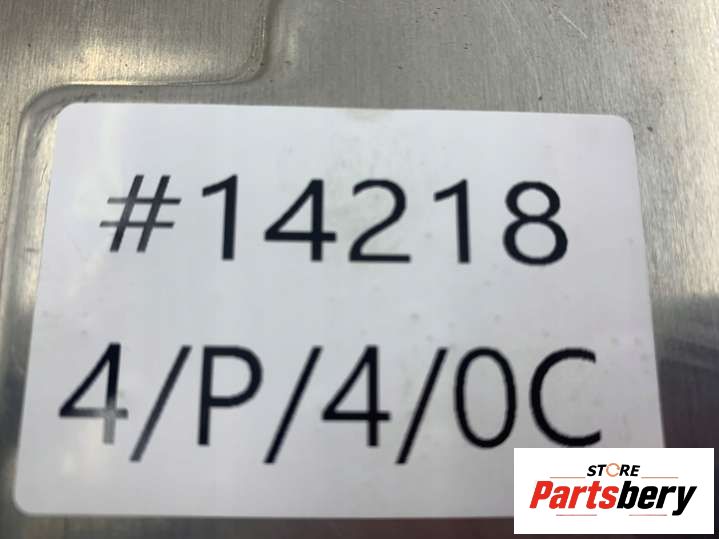 #14218
4/P/4/0C
STORE
Partsbery